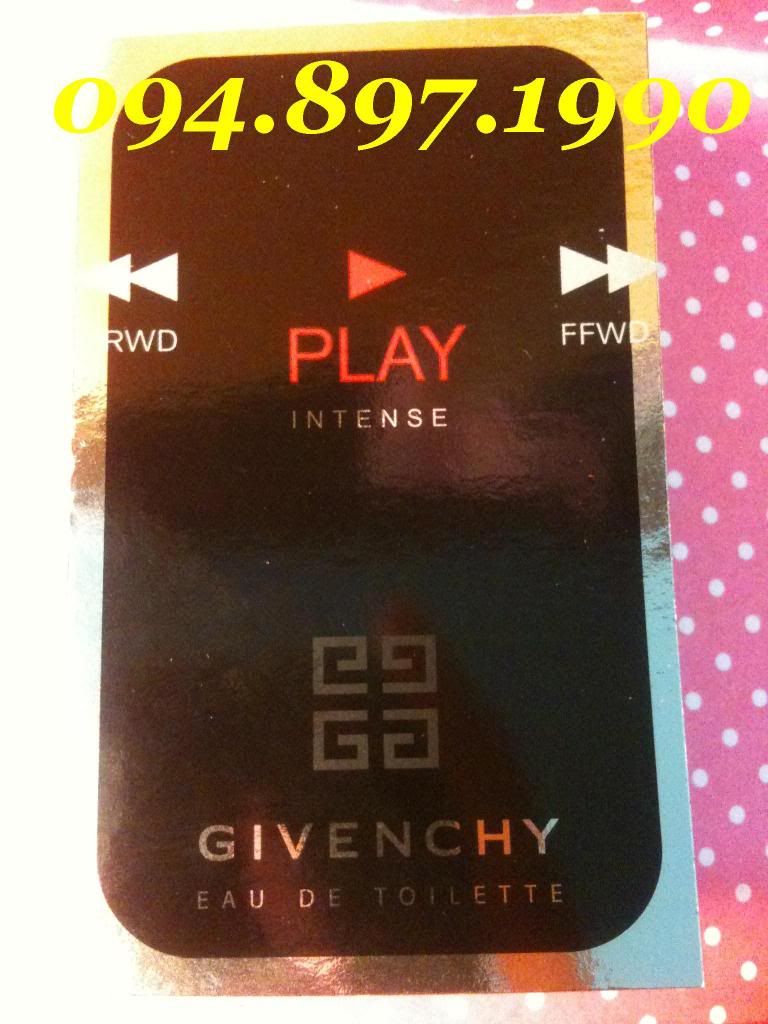 094.897.1990
RWD
PLAY
FFWD
INTENSE
GIVENCHY
EAU DE TOILETTE